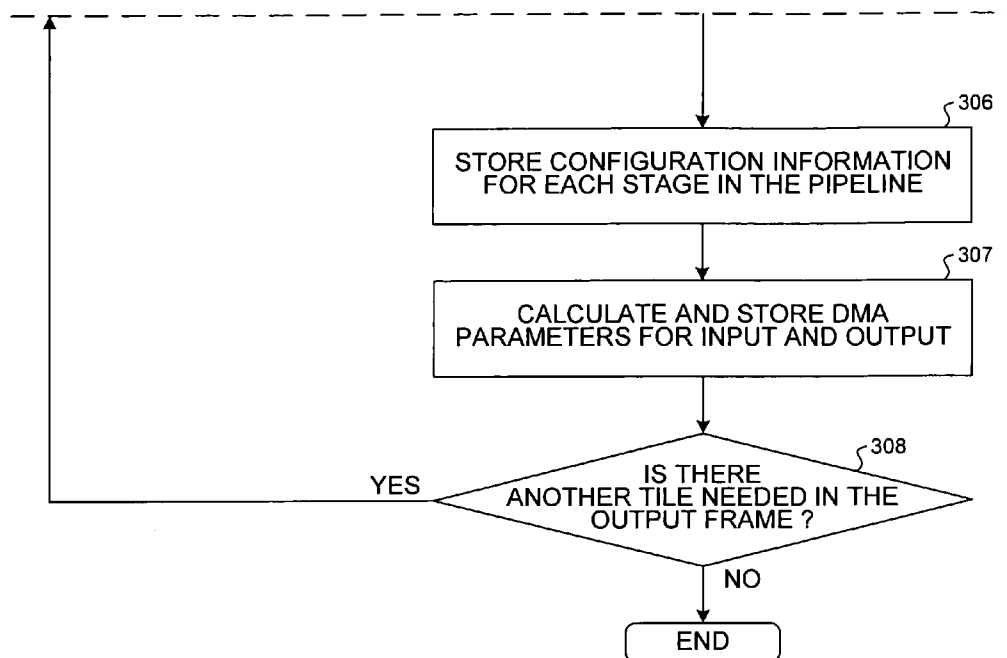 306
STORE CONFIGURATION INFORMATION
FOR EACH STAGE IN THE PIPELINE
307
CALCULATE AND STORE DMA
PARAMETERS FOR INPUT AND OUTPUT
308
IS THERE
ANOTHER TILE NEEDED IN THE
OUTPUT FRAME ?
YES
NO
END